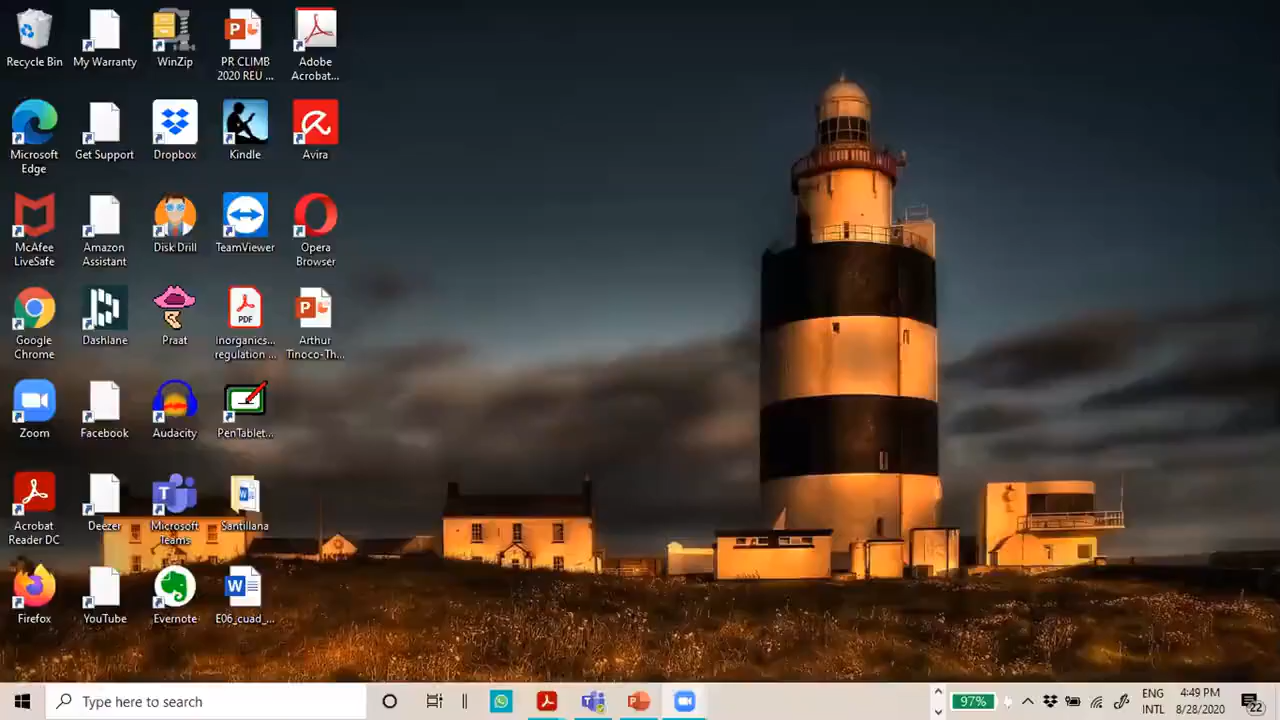 Recycle Bin
My Warranty
WinZip
PR CLIMB
2020 REU ...
Adobe
Acrobat...
Microsoft
Edge
Get Support
Dropbox
Kindle
Avira
McAfee
LiveSafe
Amazon
Assistant
Disk Drill
TeamViewer
Opera
Browser
Google
Chrome
Dashlane
Praat
PDF
Inorganics...
regulation ...
Arthur
Tinoco-Th...
Zoom
Facebook
Audacity
PenTablet...
Acrobat
Reader DC
Deezer
Microsoft
Teams
Santillana
Firefox
YouTube
Evernote
E06_cuad_...
Type here to search
97%
ENG
INTL
4:49 PM
8/28/2020
22